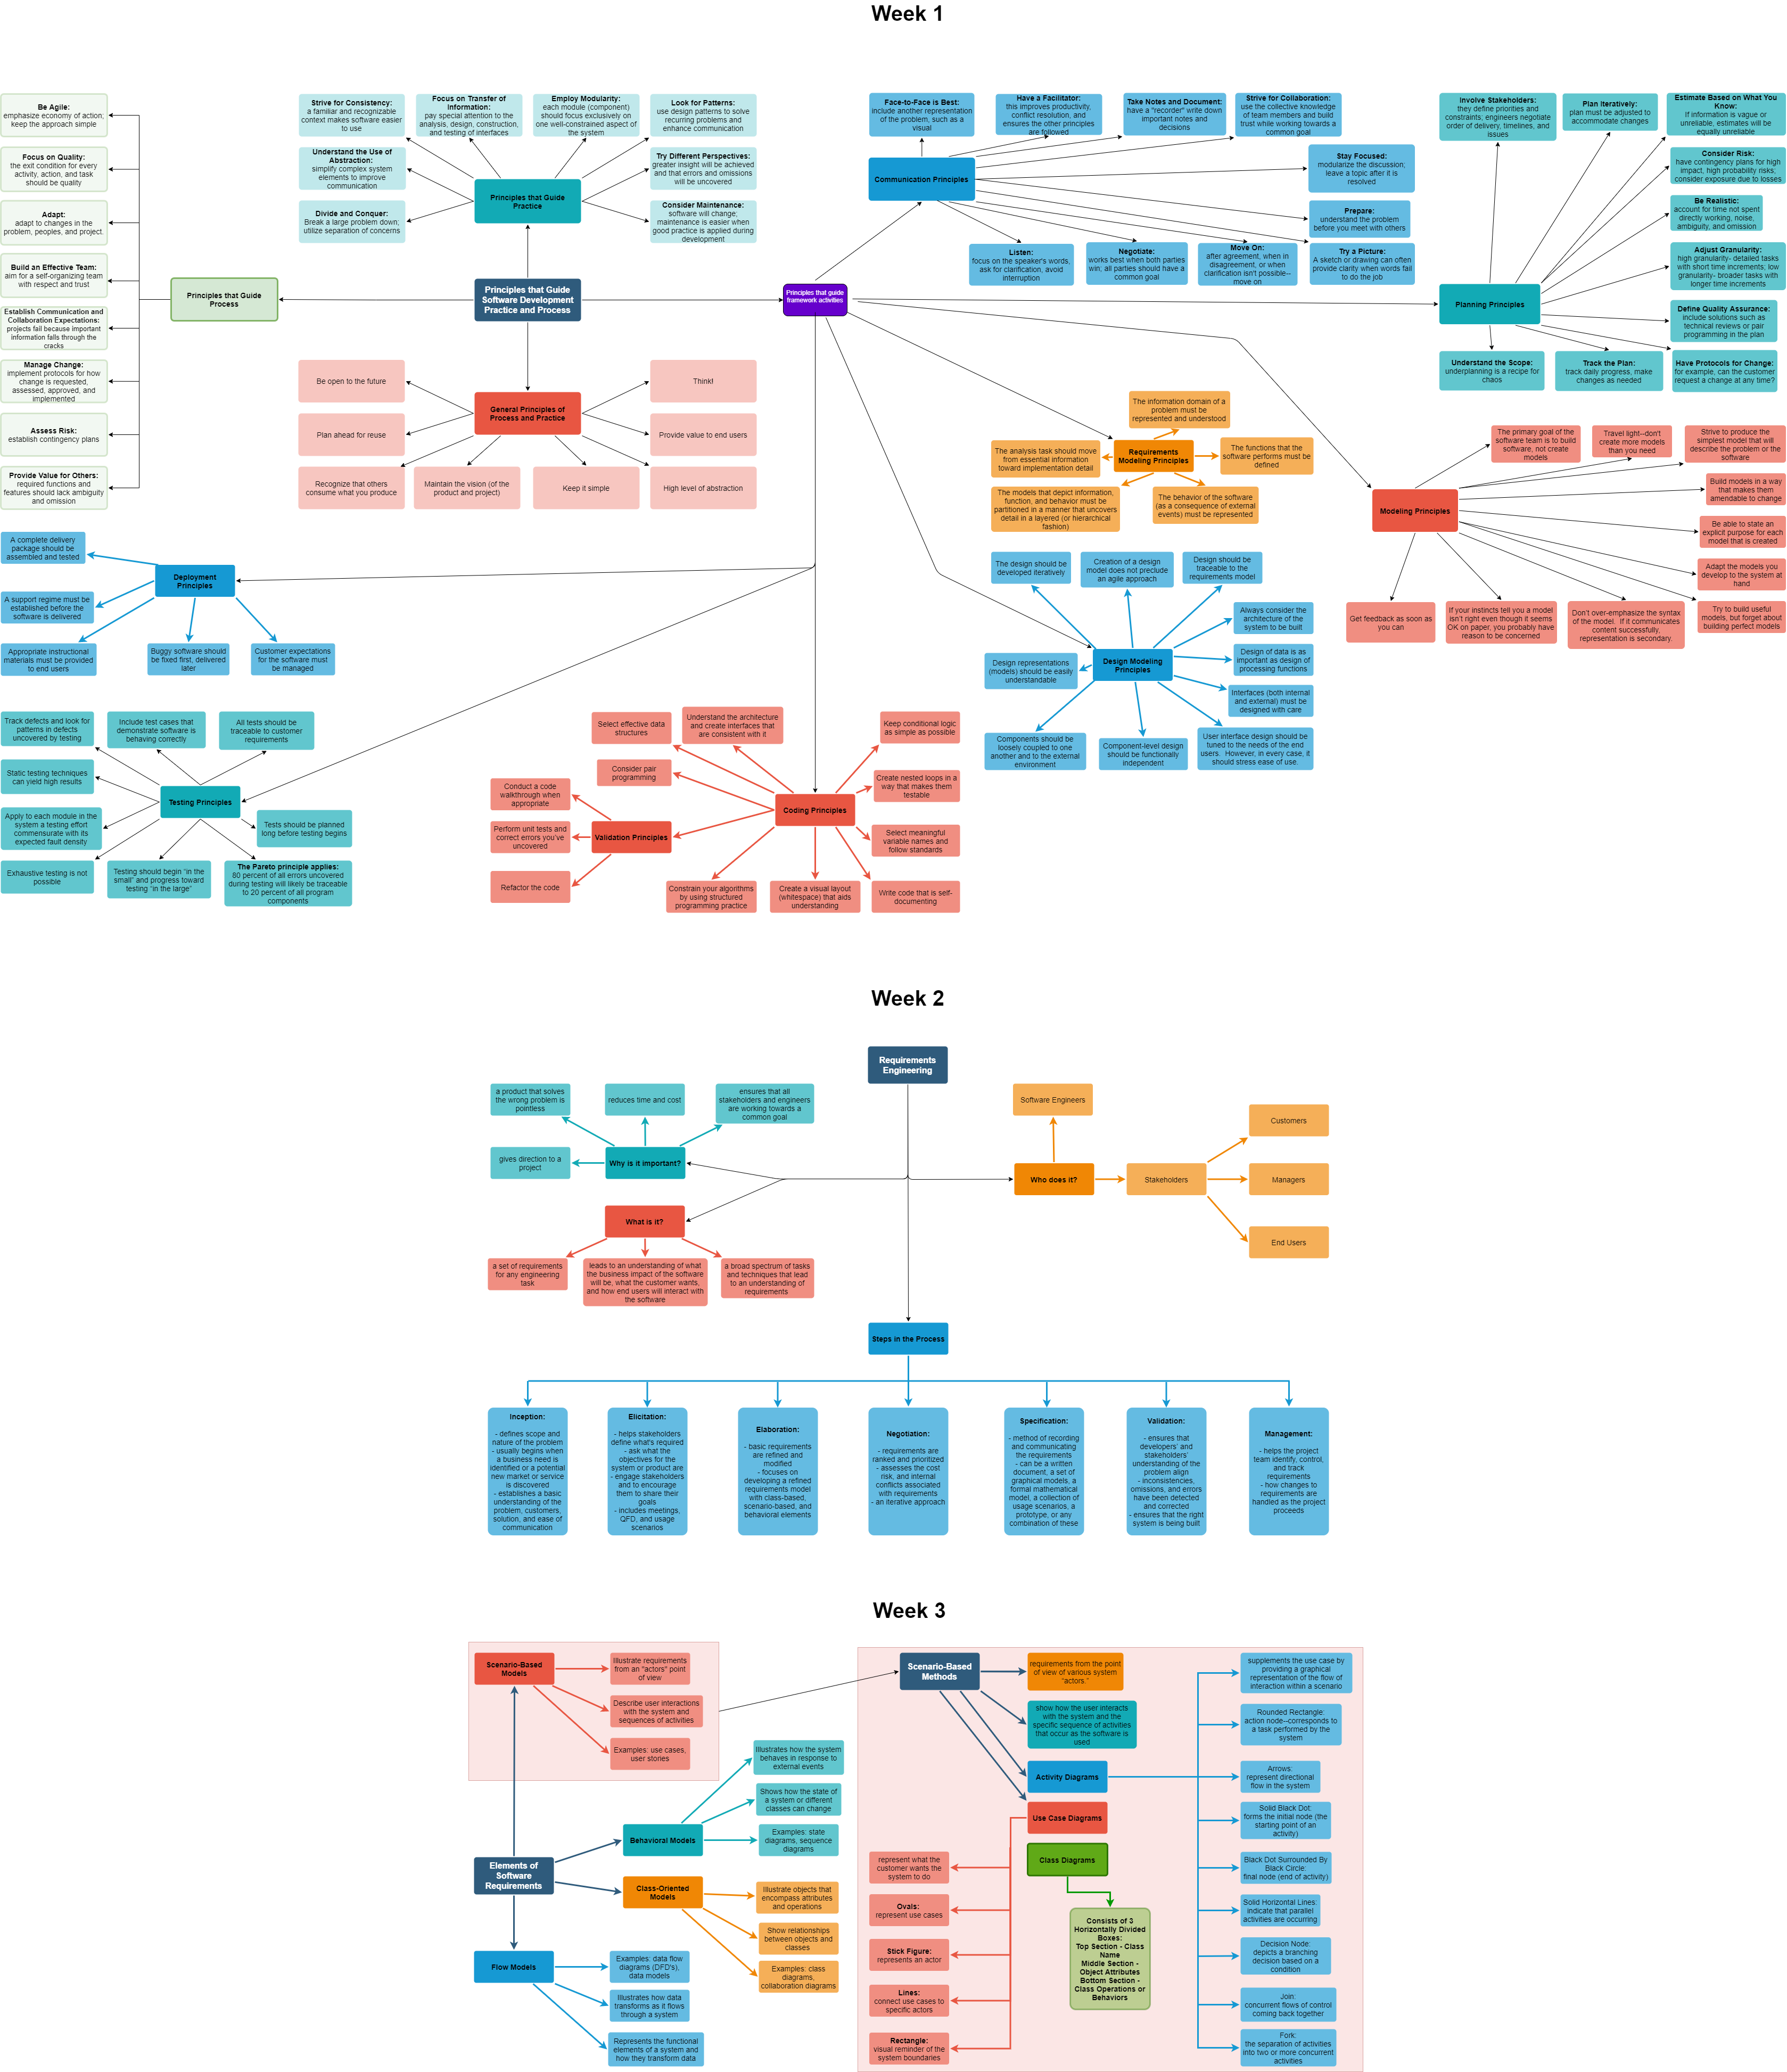 Week 1
Be Agile:
emphasize economy of action;
keep the approach simple
Focus on Quality:
the exit condition for every
activity, action, and task
should be quality
Adapt:
adapt to changes in the
problem, peoples, and project.
Build an Effective Team:
aim for a self-organizing team
with respect and trust
Establish Communication and
Collaboration Expectations:
projects fail because important
information falls through the
cracks
Manage Change:
implement protocols for how
change is requested,
assessed, approved, and
implemented
Assess Risk:
establish contingency plans
Provide Value for Others:
required functions and
features should lack ambiguity
and omission
Principles that Guide
Process
Strive for Consistency:
a familiar and recognizable
context makes software easier
to use
Focus on Transfer of
Information:
pay special attention to the
analysis, design, construction,
and testing of interfaces
Employ Modularity:
each module (component)
should focus exclusively on
one well-constrained aspect of
the system
Look for Patterns:
use design patterns to solve
recurring problems and
enhance communication
Understand the Use of
Abstraction:
simplify complex system
elements to improve
communication
Try Different Perspectives:
greater insight will be achieved
and that errors and omissions
will be uncovered
Divide and Conquer:
Break a large problem down;
utilize separation of concerns
Principles that Guide
Practice
Consider Maintenance:
software will change;
maintenance is easier when
good practice is applied during
development
Principles that Guide
Software Development
Practice and Process
Principles that guide
framework activities
Be open to the future
Think!
General Principles of
Process and Practice
Plan ahead for reuse
Provide value to end users
Recognize that others
consume what you produce
Maintain the vision (of the
product and project)
Keep it simple
High level of abstraction
Face-to-Face is Best:
include another representation
of the problem, such as a
visual
Have a Facilitator:
this improves productivity,
conflict resolution, and
ensures the other principles
are followed
Take Notes and Document:
have a "recorder" write down
important notes and
decisions
Strive for Collaboration:
use the collective knowledge
of team members and build
trust while working towards a
common goal
Communication Principles
Stay Focused:
modularize the discussion;
leave a topic after it is
resolved
Prepare:
understand the problem
before you meet with others
Listen:
focus on the speaker's words,
ask for clarification, avoid
interruption
Negotiate:
works best when both parties
win; all parties should have a
common goal
Move On:
after agreement, when in
disagreement, or when
clarification isn't possible--
move on
Try a Picture:
A sketch or drawing can often
provide clarity when words fail
to do the job
Involve Stakeholders:
they define priorities and
constraints; engineers negotiate
order of delivery, timelines, and
issues
Plan Iteratively:
plan must be adjusted to
accommodate changes
Estimate Based on What You
Know:
If information is vague or
unreliable, estimates will be
equally unreliable
Consider Risk:
have contingency plans for high
impact, high probability risks;
consider exposure due to losses
Be Realistic:
account for time not spent
directly working, noise,
ambiguity, and omission
Adjust Granularity:
high granularity- detailed tasks
with short time increments; low
granularity- broader tasks with
longer time increments
Planning Principles
Define Quality Assurance:
include solutions such as
technical reviews or pair
programming in the plan
Understand the Scope:
underplanning is a recipe for
chaos
Track the Plan:
track daily progress, make
changes as needed
Have Protocols for Change:
for example, can the customer
request a change at any time?
The information domain of a
problem must be
represented and understood
The analysis task should move
from essential information
toward implementation detail
Requirements
Modeling Principles
The functions that the
software performs must be
defined
The models that depict information,
function, and behavior must be
partitioned in a manner that uncovers
detail in a layered (or hierarchical
fashion)
The behavior of the software
(as a consequence of external
events) must be represented
The primary goal of the
software team is to build
software, not create
models
Travel light--don't
create more models
than you need
Strive to produce the
simplest model that will
describe the problem or the
software
Build models in a way
that makes them
amendable to change
Modeling Principles
Be able to state an
explicit purpose for each
model that is created
Adapt the models you
develop to the system at
hand
Get feedback as soon as
you can
If your instincts tell you a model
isn't right even though it seems
OK on paper, you probably have
reason to be concerned
Don't over-emphasize the syntax
of the model. If it communicates
content successfully,
representation is secondary.
Try to build useful
models, but forget about
building perfect models
A complete delivery
package should be
assembled and tested
Deployment
Principles
A support regime must be
established before the
software is delivered
Appropriate instructional
materials must be provided
to end users
Buggy software should
be fixed first, delivered
later
Customer expectations
for the software must
be managed
The design should be
developed iteratively
Creation of a design
model does not preclude
an agile approach
Design should be
traceable to the
requirements model
Always consider the
architecture of the
system to be built
Design representations
(models) should be easily
understandable
Design Modeling
Principles
Design of data is as
important as design of
processing functions
Interfaces (both internal
and external) must be
designed with care
Components should be
loosely coupled to one
another and to the external
environment
Component-level design
should be functionally
independent
User interface design should be
tuned to the needs of the end
users. However, in every case, it
should stress ease of use.
Track defects and look for
patterns in defects
uncovered by testing
Include test cases that
demonstrate software is
behaving correctly
All tests should be
traceable to customer
requirements
Static testing techniques
can yield high results
Testing Principles
Apply to each module in the
system a testing effort
commensurate with its
expected fault density
Tests should be planned
long before testing begins
Exhaustive testing is not
possible
Testing should begin "in the
small" and progress toward
testing "in the large"
The Pareto principle applies:
80 percent of all errors uncovered
during testing will likely be traceable
to 20 percent of all program
components
Select effective data
structures
Understand the architecture
and create interfaces that
are consistent with it
Keep conditional logic
as simple as possible
Consider pair
programming
Create nested loops in a
way that makes them
testable
Conduct a code
walkthrough when
appropriate
Coding Principles
Perform unit tests and
correct errors you've
uncovered
Validation Principles
Select meaningful
variable names and
follow standards
Refactor the code
Constrain your algorithms
by using structured
programming practice
Create a visual layout
(whitespace) that aids
understanding
Write code that is self-
documenting
Week 2
Requirements
Engineering
a product that solves
the wrong problem is
pointless
reduces time and cost
ensures that all
stakeholders and engineers
are working towards a
common goal
gives direction to a
project
Why is it important?
Software Engineers
Customers
Who does it?
Stakeholders
Managers
End Users
What is it?
a set of requirements
for any engineering
task
leads to an understanding of what
the business impact of the software
will be, what the customer wants,
and how end users will interact with
the software
a broad spectrum of tasks
and techniques that lead
to an understanding of
requirements
Steps in the Process
Inception:
- defines scope and
nature of the problem
- usually begins when
a business need is
identified or a potential
new market or service
is discovered
- establishes a basic
understanding of the
problem, customers,
solution, and ease of
communication
Elicitation:
- helps stakeholders
define what's required
- ask what the
objectives for the
system or product are
- engage stakeholders
and to encourage
them to share their
goals
- includes meetings,
QFD, and usage
scenarios
Elaboration:
- basic requirements
are refined and
modified
- focuses on
developing a refined
requirements model
with class-based,
scenario-based, and
behavioral elements
Negotiation:
- requirements are
ranked and prioritized
- assesses the cost
risk, and internal
conflicts associated
with requirements
- an iterative approach
Specification:
- method of recording
and communicating
the requirements
- can be a written
document, a set of
graphical models, a
formal mathematical
model, a collection of
usage scenarios, a
prototype, or any
combination of these
Validation:
- ensures that
developers' and
stakeholders'
understanding of the
problem align
- inconsistencies,
omissions, and errors
have been detected
and corrected
- ensures that the right
system is being built
Management:
- helps the project
team identify, control,
and track
requirements
- how changes to
requirements are
handled as the project
proceeds
Week 3
Scenario-Based
Models
Illustrate requirements
from an "actors" point
of view
Describe user interactions
with the system and
sequences of activities
Examples: use cases,
user stories
Illustrates how the system
behaves in response to
external events
Shows how the state of
a system or different
classes can change
Behavioral Models
Examples: state
diagrams, sequence
diagrams
Elements of
Software
Requirements
Class-Oriented
Models
Illustrate objects that
encompass attributes
and operations
Show relationships
between objects and
classes
Examples: class
diagrams,
collaboration diagrams
Flow Models
Examples: data flow
diagrams (DFD's),
data models
Illustrates how data
transforms as it flows
through a system
Represents the functional
elements of a system and
how they transform data
Scenario-Based
Methods
requirements from the point
of view of various system
"actors."
show how the user interacts
with the system and the
specific sequence of activities
that occur as the software is
used
Activity Diagrams
Use Case Diagrams
Class Diagrams
represent what the
customer wants the
system to do
Ovals:
represent use cases
Stick Figure:
represents an actor
Lines:
connect use cases to
specific actors
Rectangle:
visual reminder of the
system boundaries
Consists of 3
Horizontally Divided
Boxes:
Top Section - Class
Name
Middle Section -
Object Attributes
Bottom Section -
Class Operations or
Behaviors
supplements the use case by
providing a graphical
representation of the flow of
interaction within a scenario
Rounded Rectangle:
action node--corresponds to
a task performed by the
system
Arrows:
represent directional
flow in the system
Solid Black Dot:
forms the initial node (the
starting point of an
activity)
Black Dot Surrounded By
Black Circle:
final node (end of activity)
Solid Horizontal Lines:
indicate that parallel
activities are occurring
Decision Node:
depicts a branching
decision based on a
condition
Join:
concurrent flows of control
coming back together
Fork:
the separation of activities
into two or more concurrent
activities